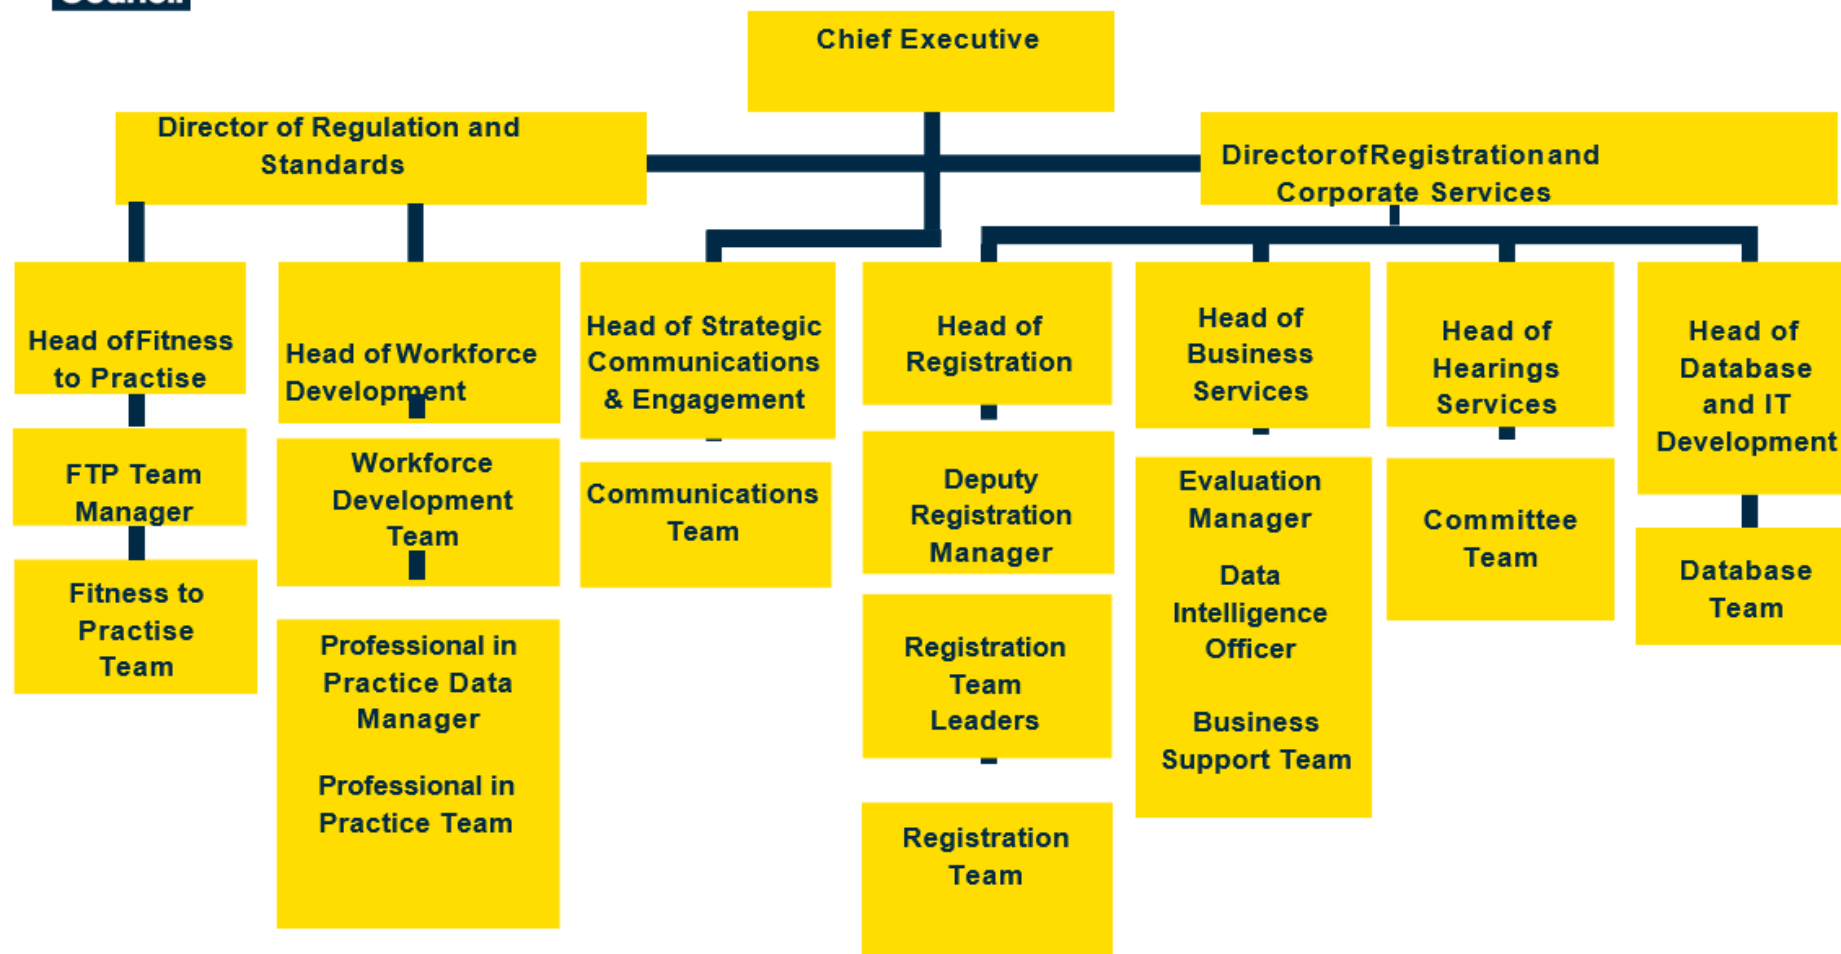 Council
Chief Executive
Director of Regulation and
Standards
Director of Registration and
Corporate Services
Head of Fitness
to Practise
Head of Workforce
Development
Head of Strategic
Communications
& Engagement
Head of
Registration
Head of
Business
Services
Head of
Hearings
Services
Head of
Database
and IT
Development
FTP Team
Manager
Workforce
Development
Team
Communications
Team
Deputy
Registration
Manager
Evaluation
Manager
Data
Intelligence
Officer
Business
Support Team
Committee
Team
Database
Team
Fitness to
Practise
Team
Professional in
Practice Data
Manager
Professional in
Practice Team
Registration
Team
Leaders
Registration
Team